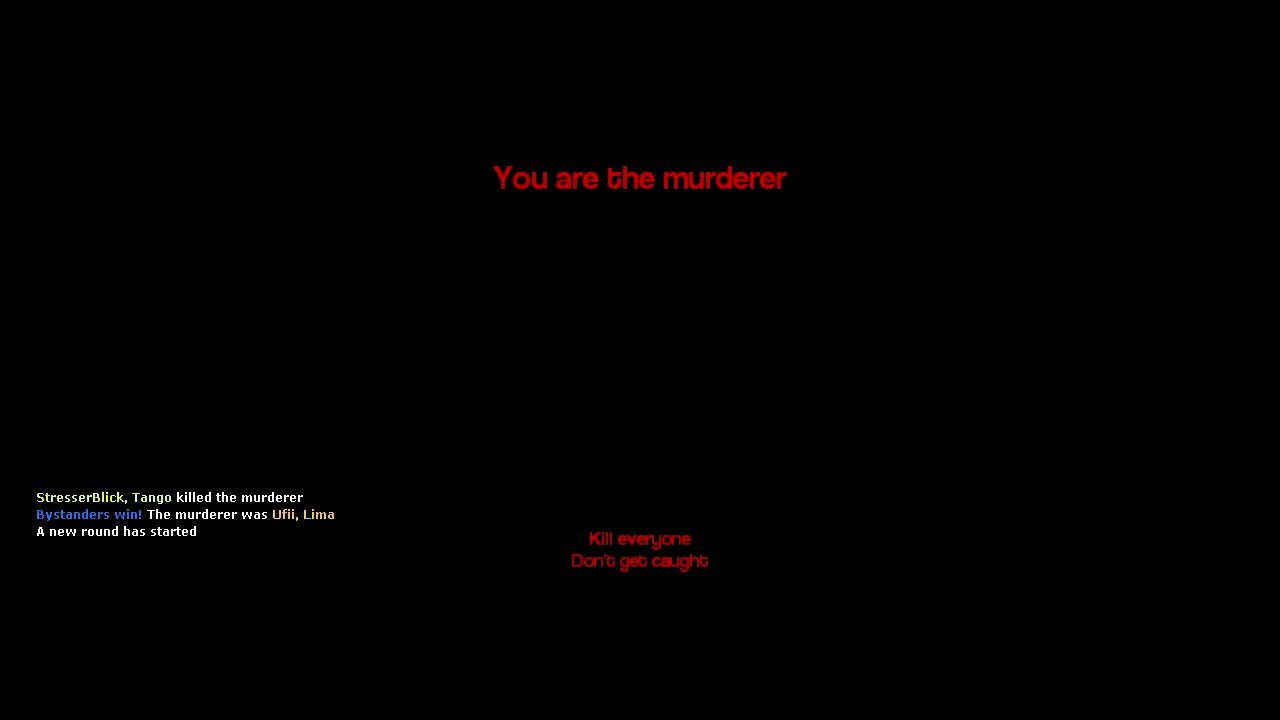 You are the murderer
StresserBlick, Tango killed the murderer
Bystanders win! The murderer was Ufii, Lima
A new round has started
Kill everyone
Don't get caught